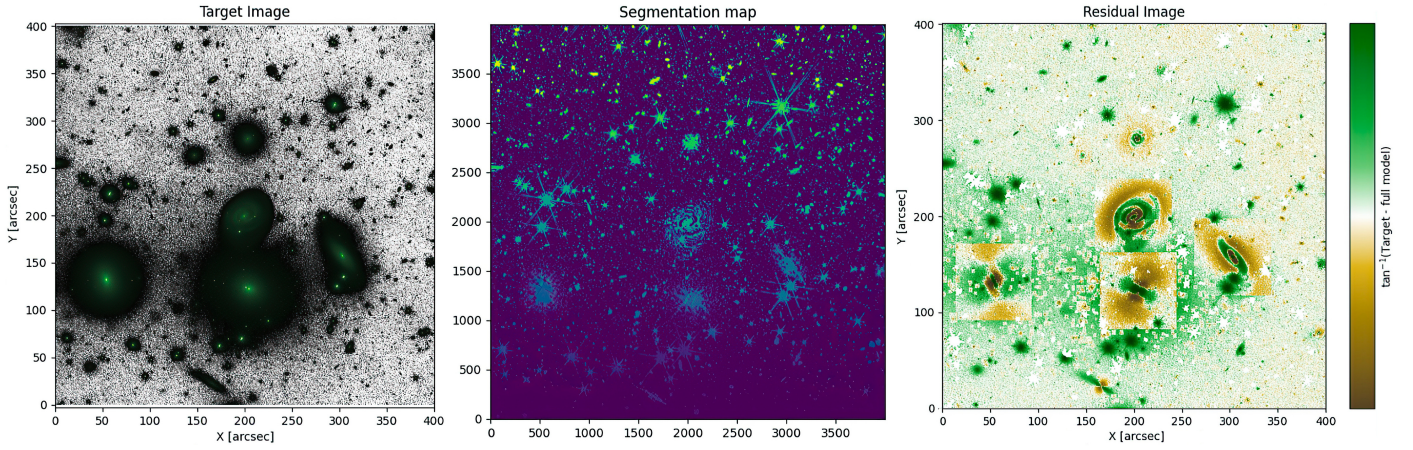 Target Image
Segmentation map
Residual Image
Y [arcsec]
400
350
300
250
200
150
100
50
0
0 50 100 150 200 250 300 350 400
X [arcsec]
3500
3000
2500
2000
1500
1000
500
0
0 500 1000 1500 2000 2500 3000 3500
Y [arcsec]
400
300
200
100
0
0 50 100 150 200 250 300 350 400
X [arcsec]
tan⁻¹(Target - full model)